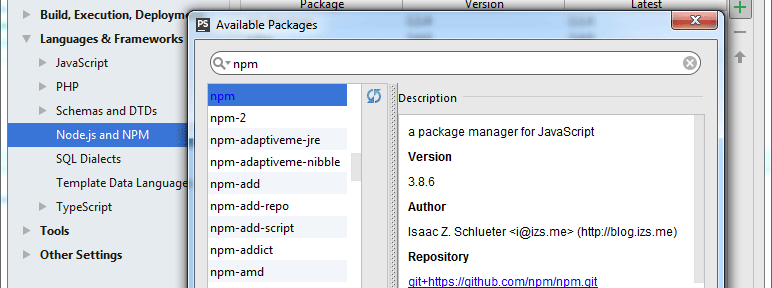 Build, Execution, Deployment
Languages & Frameworks
JavaScript
PHP
Schemas and DTDs
Node.js and NPM
SQL Dialects
Template Data Language
TypeScript
Tools
Other Settings
Package Version Latest
PS Available Packages
npm
npm
npm-2
npm-adaptiveme-jre
npm-adaptiveme-nibble
npm-add
npm-add-repo
npm-add-script
npm-addict
npm-amd
Description
a package manager for JavaScript
Version
3.8.6
Author
Isaac Z. Schlueter <i@izs.me> (http://blog.izs.me)
Repository
git+https://github.com/npm/npm.git